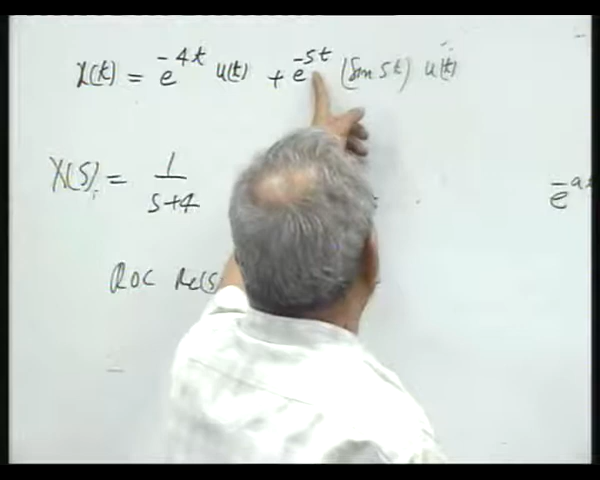 x(t) = e^{-4t} u(t) + e^{-5t} (Sin 5t) u(t)
X(S) = 1/(s+4)
e^{-a
ROC Re(s